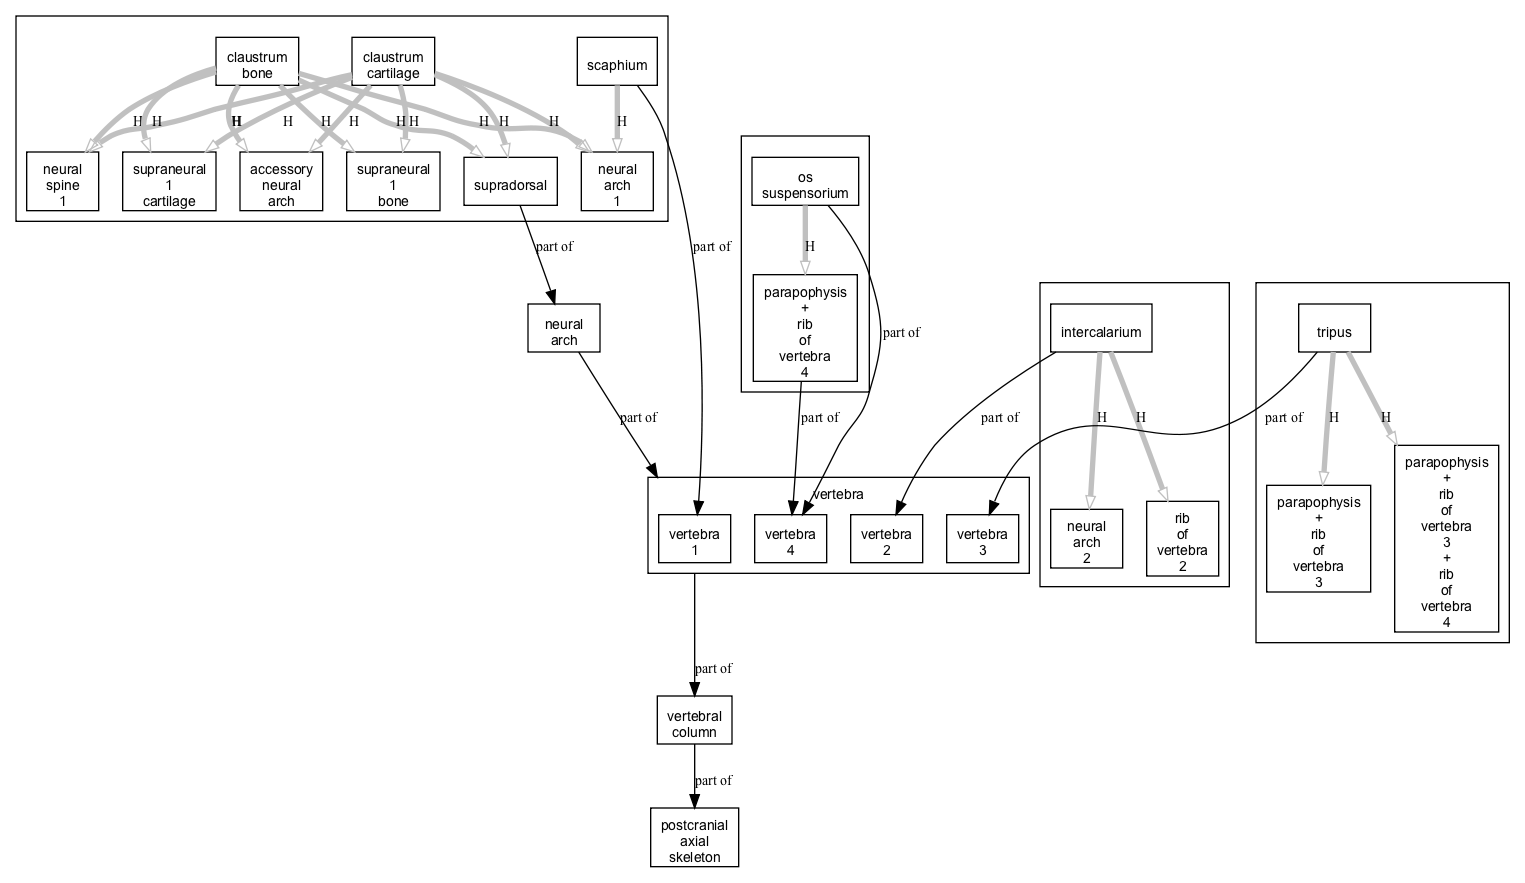 claustrum
bone
claustrum
cartilage
scaphium
H
H
H
H
H
H
H
H
H
H
H
H
H
neural
spine
1
supraneural
1
cartilage
accessory
neural
arch
supraneural
1
bone
supradorsal
neural
arch
1
os
suspensorium
part of
part of
H
parapophysis
+
rib
of
vertebra
4
neural
arch
part of
intercalarium
tripus
part of
part of
part of
H
H
part of
H
H
vertebra
vertebra
1
vertebra
4
vertebra
2
vertebra
3
neural
arch
2
rib
of
vertebra
2
parapophysis
+
rib
of
vertebra
3
parapophysis
+
rib
of
vertebra
3
+
rib
of
vertebra
4
part of
vertebral
column
part of
postcranial
axial
skeleton